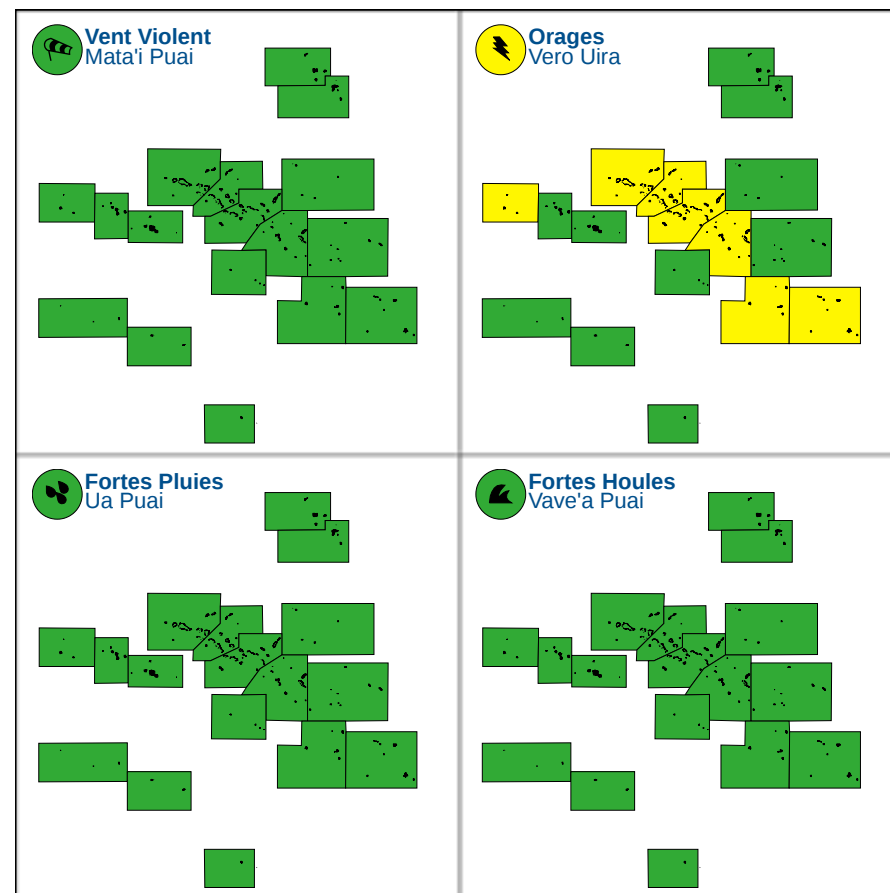 Vent Violent
Mata'i Puai
Orages
Vero Uira
Fortes Pluies
Ua Puai
Fortes Houles
Vave'a Puai